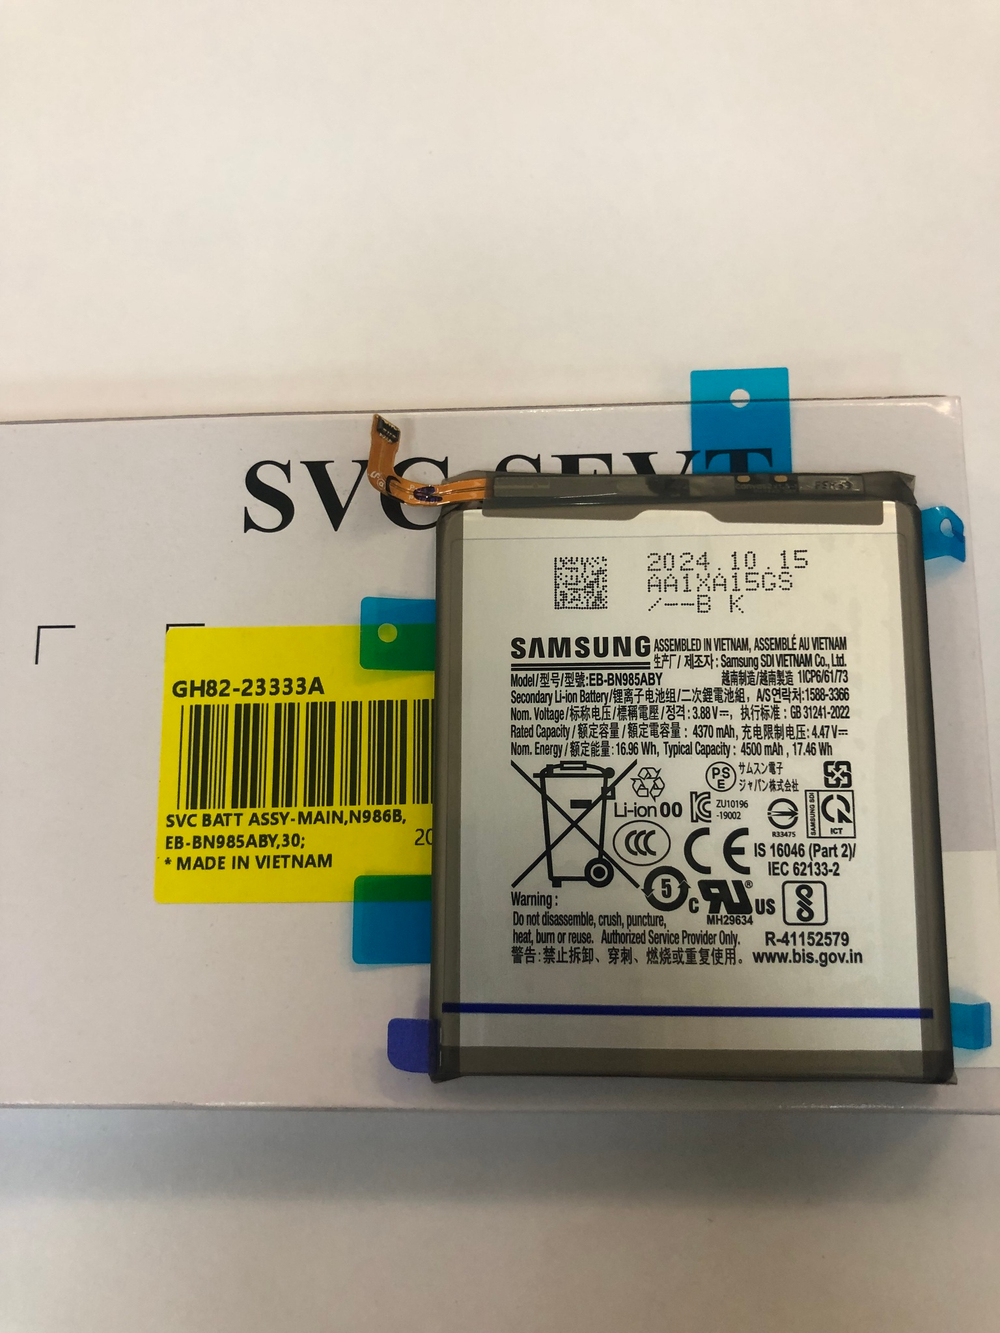 SVC SEVT
GH82-23333A
SVC BATT ASSY-MAIN,N986B,
EB-BN985ABY,30;
* MADE IN VIETNAM
20
2024.10.15
AA1XA15GS
/--B K
SAMSUNG ASSEMBLED IN VIETNAM, ASSEMBLÉ AU VIETNAM
生产厂/ 제조자: Samsung SDI VIETNAM Co., Ltd.
Model/型号/型號:EB-BN985ABY 越南制造/越南製造 1ICP6/61/73
Secondary Li-ion Battery/锂离子电池组/二次鋰電池組, A/S연락처:1588-3366
Nom. Voltage/标称电压/標稱電壓/정격: 3.88 V⎓, 执行标准: GB 31241-2022
Rated Capacity/额定容量/額定電容量: 4370 mAh, 充电限制电压: 4.47 V⎓
Nom. Energy/额定能量: 16.96 Wh, Typical Capacity: 4500 mAh, 17.46 Wh
PS E サムスン電子
ジャパン株式会社
Li-ion 00
ZU10196
-19002
R33475
SAMSUNG SDI
ICT
CCC
CE
IS 16046 (Part 2)/
IEC 62133-2
5
c RU ® US
MH29634
Warning :
Do not disassemble, crush, puncture,
heat, burn or reuse. Authorized Service Provider Only.
警告: 禁止拆卸、穿刺、燃烧或重复使用。
R-41152579
www.bis.gov.in